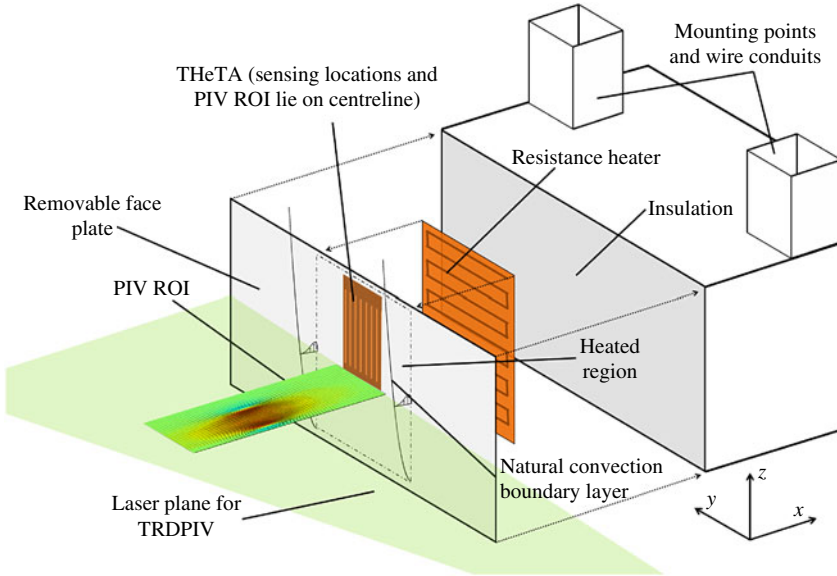 Mounting points
and wire conduits
THeTA (sensing locations and
PIV ROI lie on centreline)
Resistance heater
Removable face
plate
Insulation
PIV ROI
Heated
region
Natural convection
boundary layer
Laser plane for
TRDPIV
z
y
x